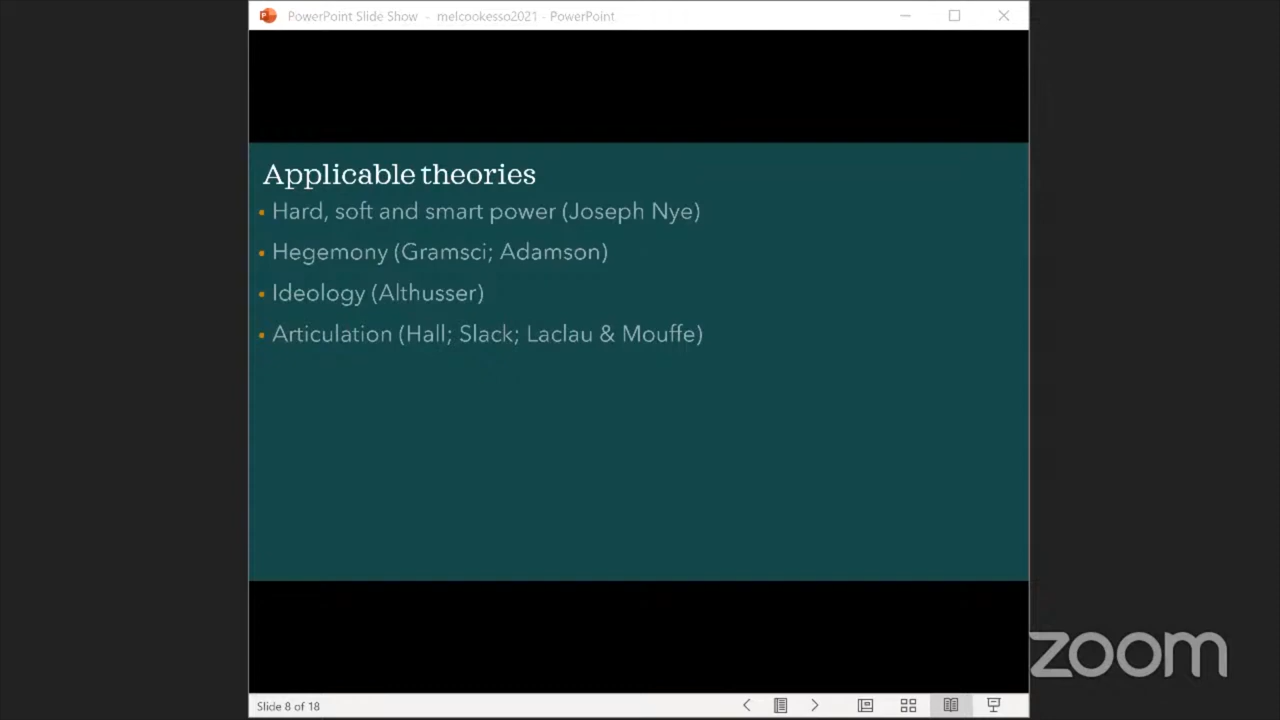 PowerPoint Slide Show - melcookesso2021 - PowerPoint
Applicable theories
• Hard, soft and smart power (Joseph Nye)
• Hegemony (Gramsci; Adamson)
• Ideology (Althusser)
• Articulation (Hall; Slack; Laclau & Mouffe)
zoom
Slide 8 of 18